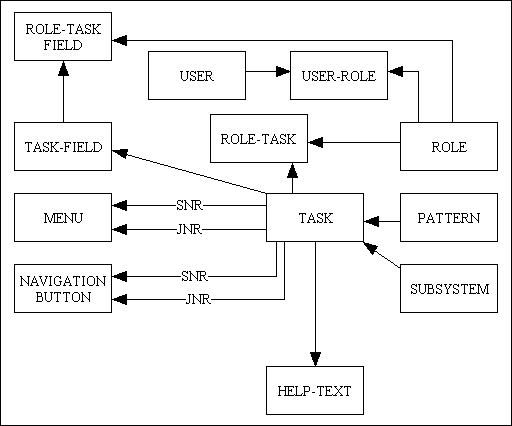 ROLE-TASK
FIELD
USER
USER-ROLE
TASK-FIELD
ROLE-TASK
ROLE
MENU
SNR
JNR
TASK
PATTERN
NAVIGATION
BUTTON
SNR
JNR
SUBSYSTEM
HELP-TEXT